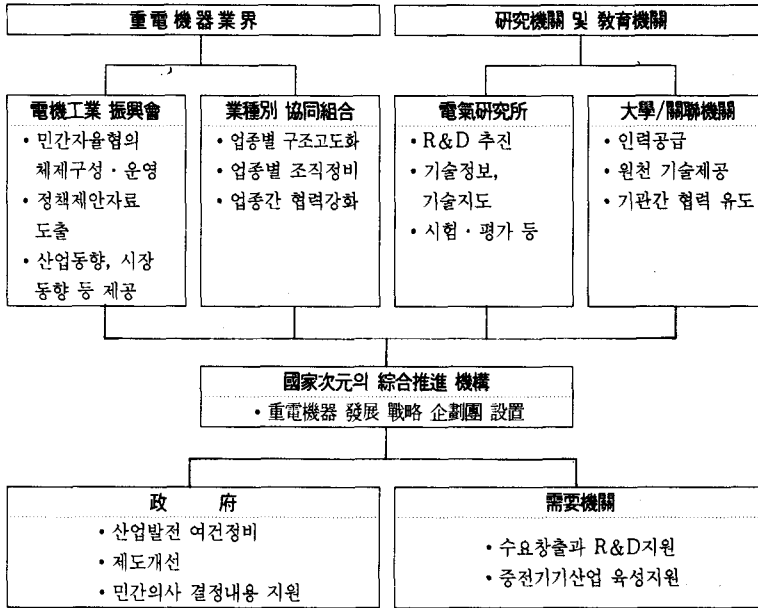 重電機器業界
研究機關 및 敎育機關
電機工業 振興會
• 민간자율협의
체제구성·운영
• 정책제안자료
도출
• 산업동향, 시장
동향 등 제공
業種別 協同組合
• 업종별 구조고도화
• 업종별 조직정비
• 업종간 협력강화
電氣硏究所
• R&D 추진
• 기술정보,
기술지도
• 시험·평가 등
大學/關聯機關
• 인력공급
• 원천 기술제공
• 기관간 협력 유도
國家次元의 綜合推進 機構
• 重電機器 發展 戰略 企劃團 設置
政 府
• 산업발전 여건정비
• 제도개선
• 민간의사 결정내용 지원
需要機關
• 수요창출과 R&D지원
• 중전기기산업 육성지원